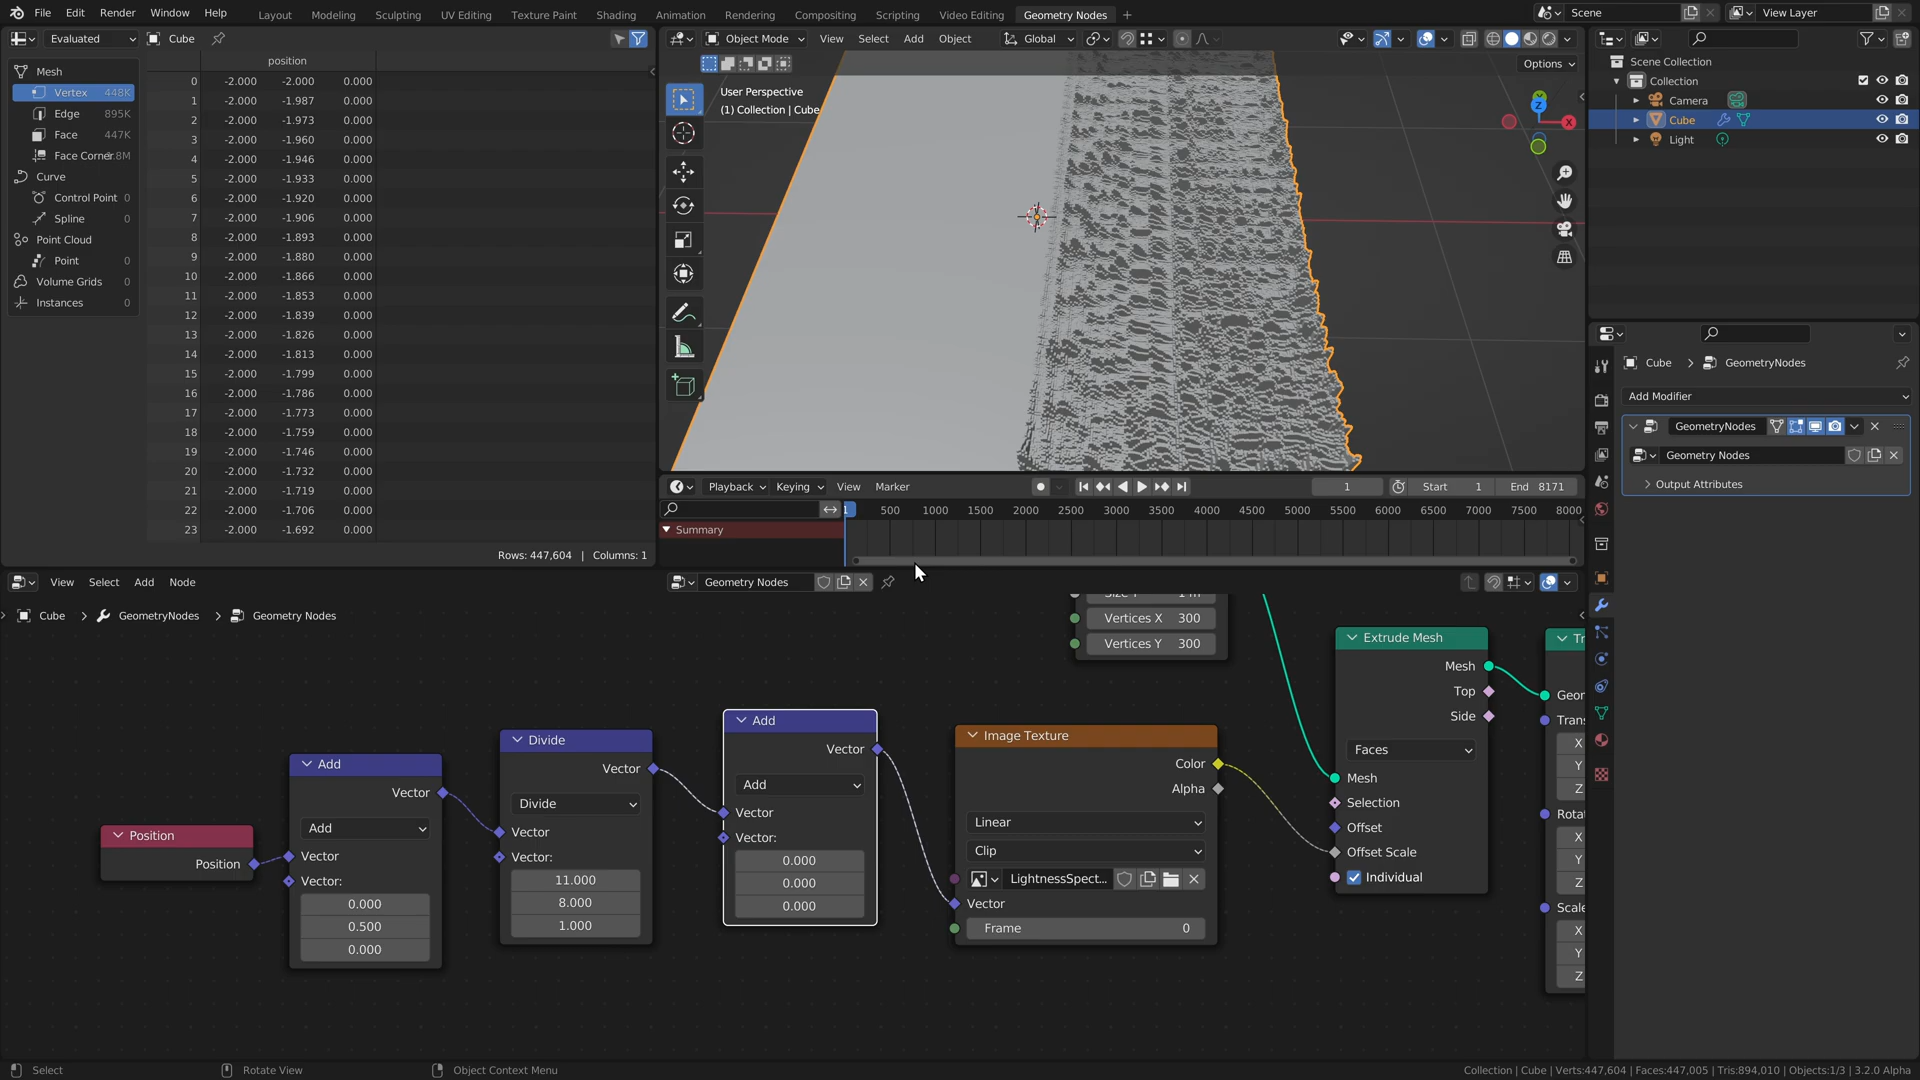 File Edit Render Window Help Layout Modeling Sculpting UV Editing Texture Paint Shading Animation Rendering Compositing Scripting Video Editing Geometry Nodes + Scene View Layer
Evaluated Cube
position
Mesh
Vertex 448K
Edge 895K
Face 447K
Face Corner
Curve
Control Point 0
Spline 0
Point Cloud
Point 0
Volume Grids 0
Instances 0
0 -2.000 -2.000 0.000
1 -2.000 -1.987 0.000
2 -2.000 -1.973 0.000
3 -2.000 -1.960 0.000
4 -2.000 -1.946 0.000
5 -2.000 -1.933 0.000
6 -2.000 -1.920 0.000
7 -2.000 -1.906 0.000
8 -2.000 -1.893 0.000
9 -2.000 -1.880 0.000
10 -2.000 -1.866 0.000
11 -2.000 -1.853 0.000
12 -2.000 -1.839 0.000
13 -2.000 -1.826 0.000
14 -2.000 -1.813 0.000
15 -2.000 -1.799 0.000
16 -2.000 -1.786 0.000
17 -2.000 -1.773 0.000
18 -2.000 -1.759 0.000
19 -2.000 -1.746 0.000
20 -2.000 -1.732 0.000
21 -2.000 -1.719 0.000
22 -2.000 -1.706 0.000
23 -2.000 -1.692 0.000
Rows: 447,604 | Columns: 1
Object Mode View Select Add Object Global
Options
User Perspective
(1) Collection | Cube
Z
X
Playback Keying View Marker 1 Start 1 End 8171
1 500 1000 1500 2000 2500 3000 3500 4000 4500 5000 5500 6000 6500 7000 7500 8000
Summary
Scene Collection
Collection
Camera
Cube
Light
Cube > GeometryNodes
Add Modifier
GeometryNodes
Geometry Nodes
Output Attributes
View Select Add Node Geometry Nodes
Cube > GeometryNodes > Geometry Nodes
Position
Position
Add
Vector
Add
Vector
Vector:
0.000
0.500
0.000
Divide
Vector
Divide
Vector
Vector:
11.000
8.000
1.000
Add
Vector
Add
Vector
Vector:
0.000
0.000
0.000
Vertices X 300
Vertices Y 300
Image Texture
Color
Alpha
Linear
Clip
LightnessSpect...
Vector
Frame 0
Extrude Mesh
Mesh
Top
Side
Faces
Mesh
Selection
Offset
Offset Scale
Individual
Tr
Geor
Trans
X
Y
Z
Rota
X
Y
Z
Scale
X
Y
Z
Select Rotate View Object Context Menu
Collection | Cube | Verts:447,604 | Faces:447,005 | Tris:894,010 | Objects:1/3 | 3.2.0 Alpha